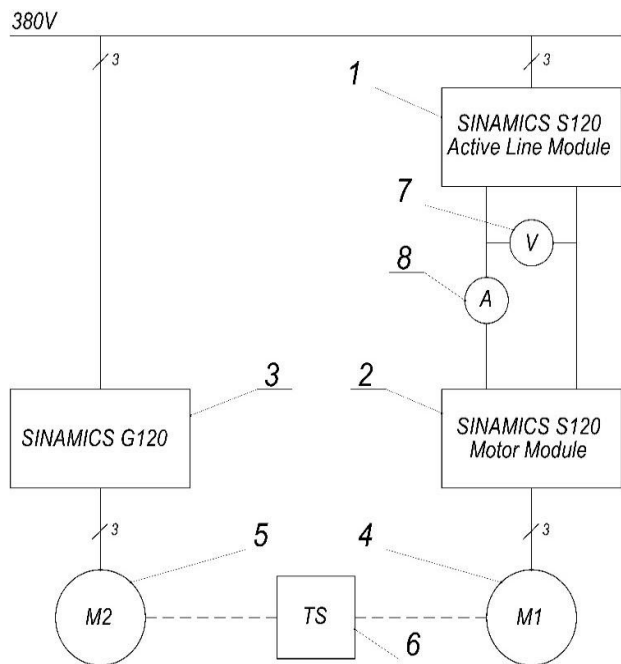 380V
3
3
1
SINAMICS S120
Active Line Module
7
V
8
A
3
2
SINAMICS G120
SINAMICS S120
Motor Module
3
3
5
4
M2
TS
M1
6